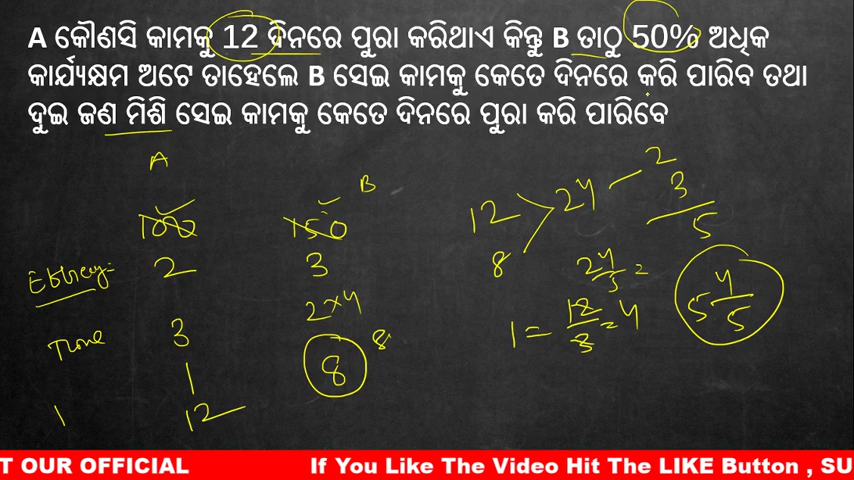 A କୌଣସି କାମକୁ 12 ଦିନରେ ପୁରା କରିଥାଏ କିନ୍ତୁ B ତାଠୁ 50% ଅଧିକ
କାର୍ଯ୍ୟକ୍ଷମ ଅଟେ ତାହେଲେ B ସେଇ କାମକୁ କେତେ ଦିନରେ କରି ପାରିବ ତଥା
ଦୁଇ ଜଣ ମିଶି ସେଇ କାମକୁ କେତେ ଦିନରେ ପୁରା କରି ପାରିବେ
A B
100 150
2 3
2×4
Time 3 8 8
1 12
12 24 2
8 3
5
24/5 =
1 = 12/3 = 4
5 4/5
T OUR OFFICIAL If You Like The Video Hit The LIKE Button , SU